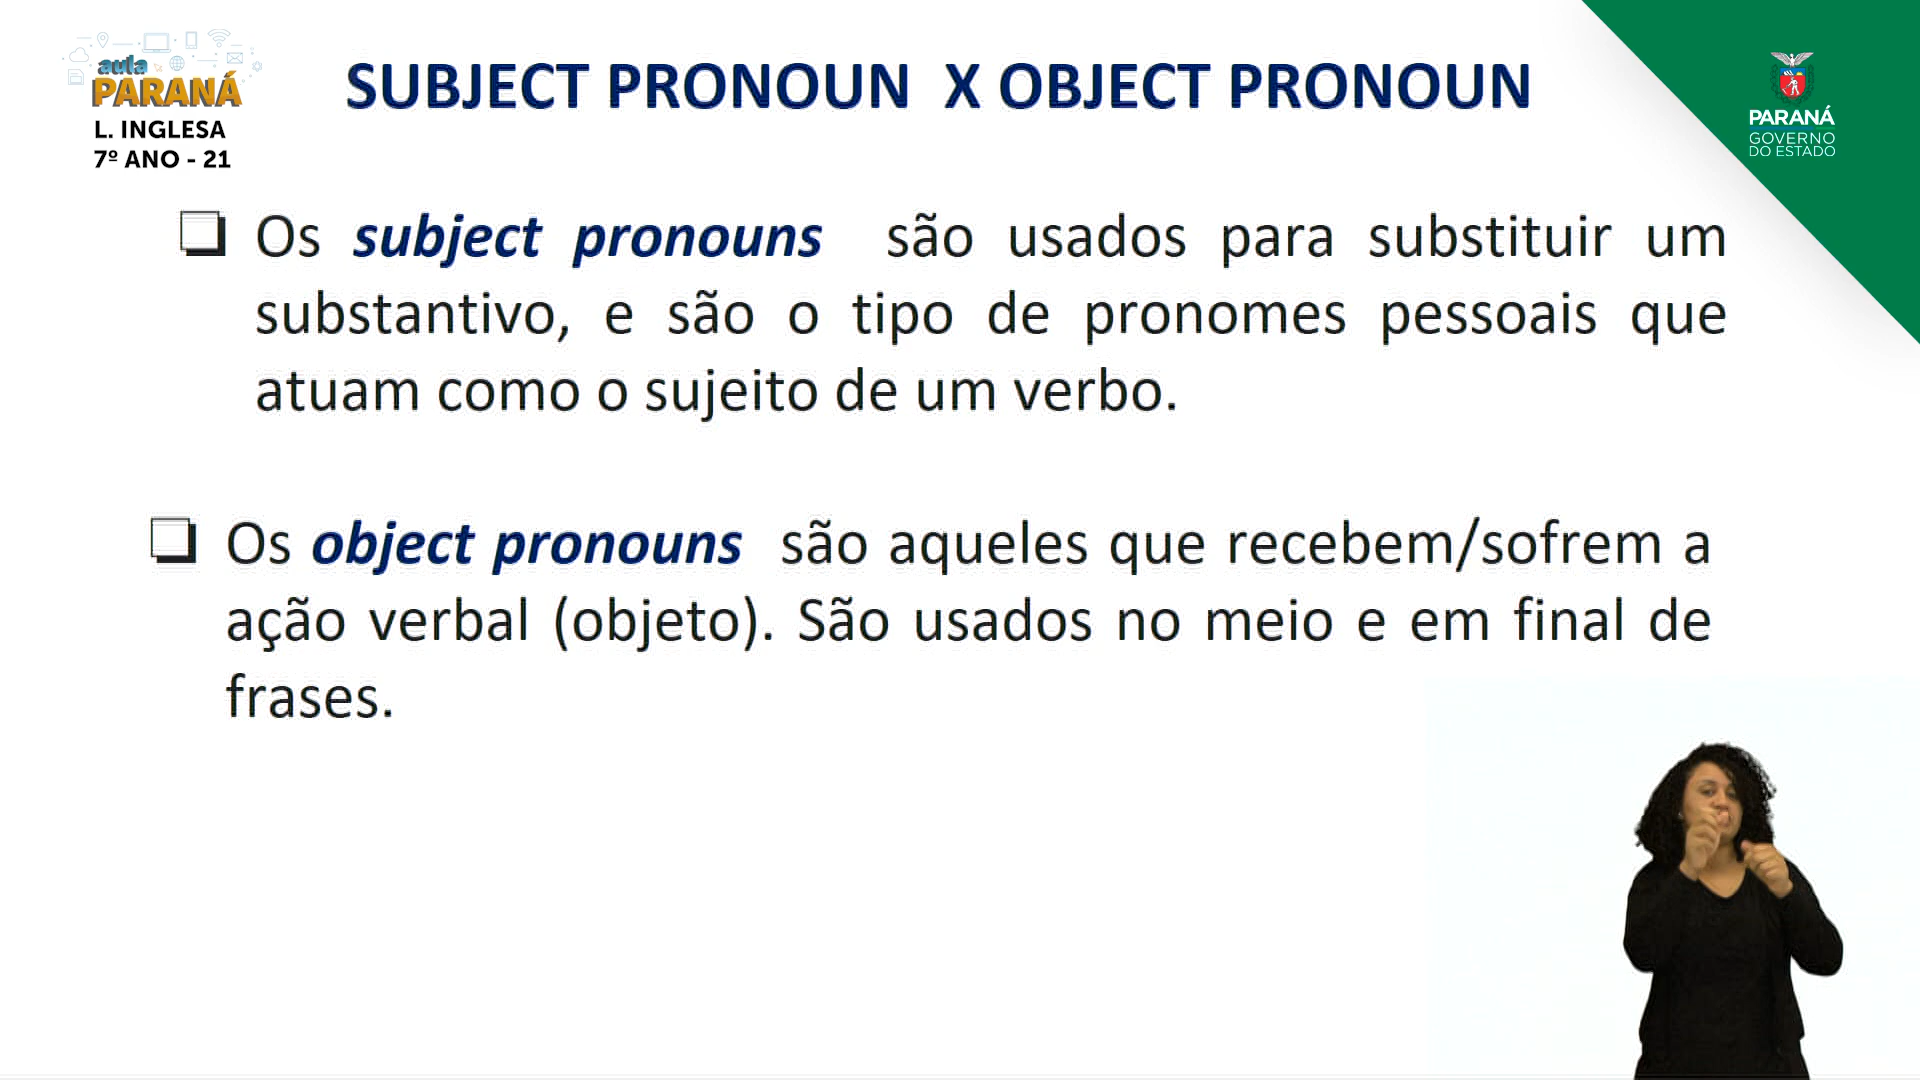 aula
PARANÁ
L. INGLESA
7º ANO - 21
SUBJECT PRONOUN X OBJECT PRONOUN
PARANÁ
GOVERNO
DO ESTADO
Os subject pronouns são usados para substituir um
substantivo, e são o tipo de pronomes pessoais que
atuam como o sujeito de um verbo.
Os object pronouns são aqueles que recebem/sofrem a
ação verbal (objeto). São usados no meio e em final de
frases.